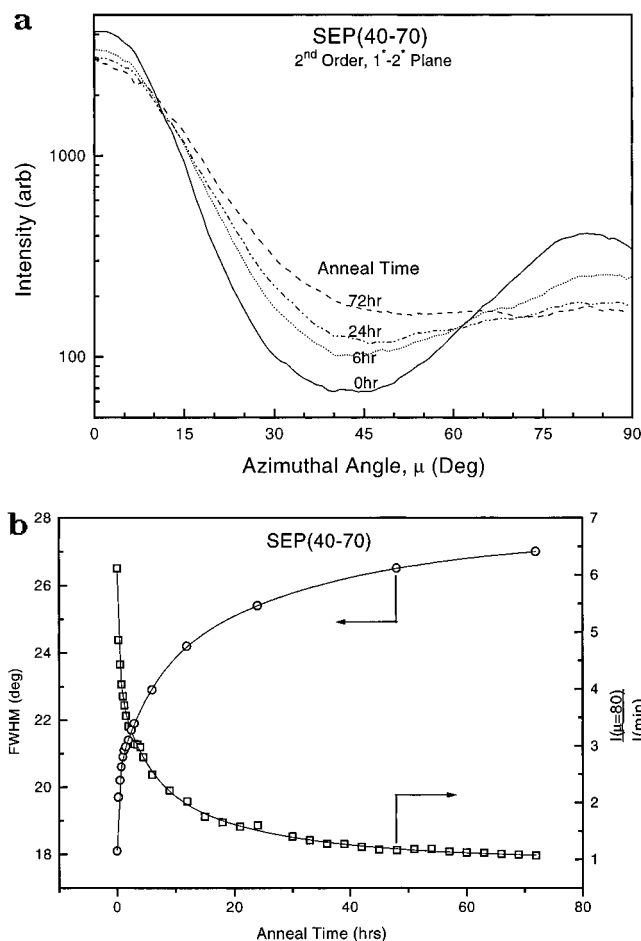 a
SEP(40-70)
2nd Order, 1*-2* Plane
1000
100
Intensity (arb)
Anneal Time
72hr
24hr
6hr
0hr
0 15 30 45 60 75 90
Azimuthal Angle, μ (Deg)
b
SEP(40-70)
28
26
24
22
20
18
FWHM (deg)
7
6
5
4
3
2
1
I(μ=80)
I(min)
0 20 40 60 80
Anneal Time (hrs)